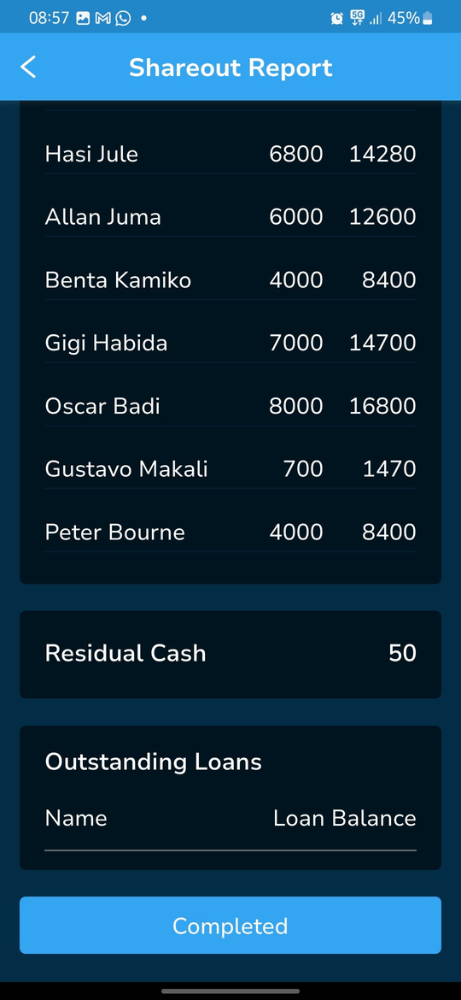 08:57 5G 45%
Shareout Report
Hasi Jule 6800 14280
Allan Juma 6000 12600
Benta Kamiko 4000 8400
Gigi Habida 7000 14700
Oscar Badi 8000 16800
Gustavo Makali 700 1470
Peter Bourne 4000 8400
Residual Cash 50
Outstanding Loans
Name Loan Balance
Completed